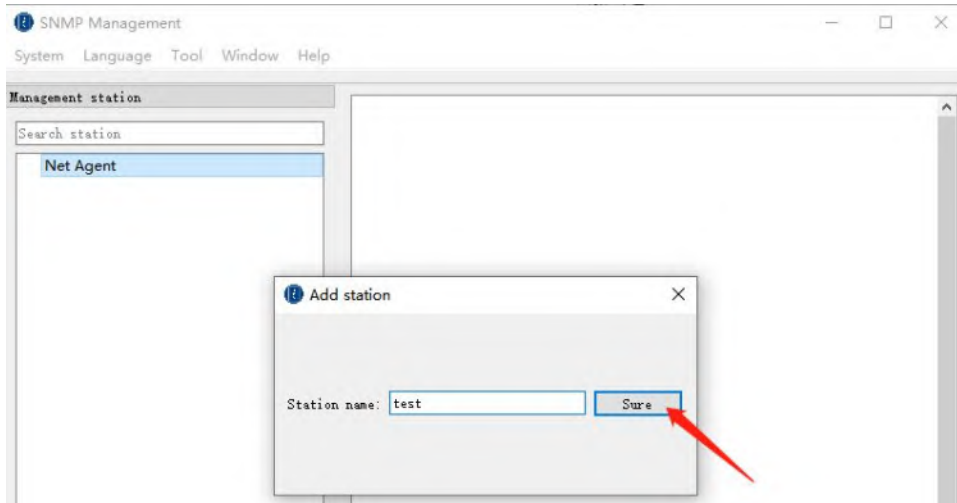 SNMP Management
System Language Tool Window Help
Management station
Search station
Net Agent
Add station
Station name: test Sure